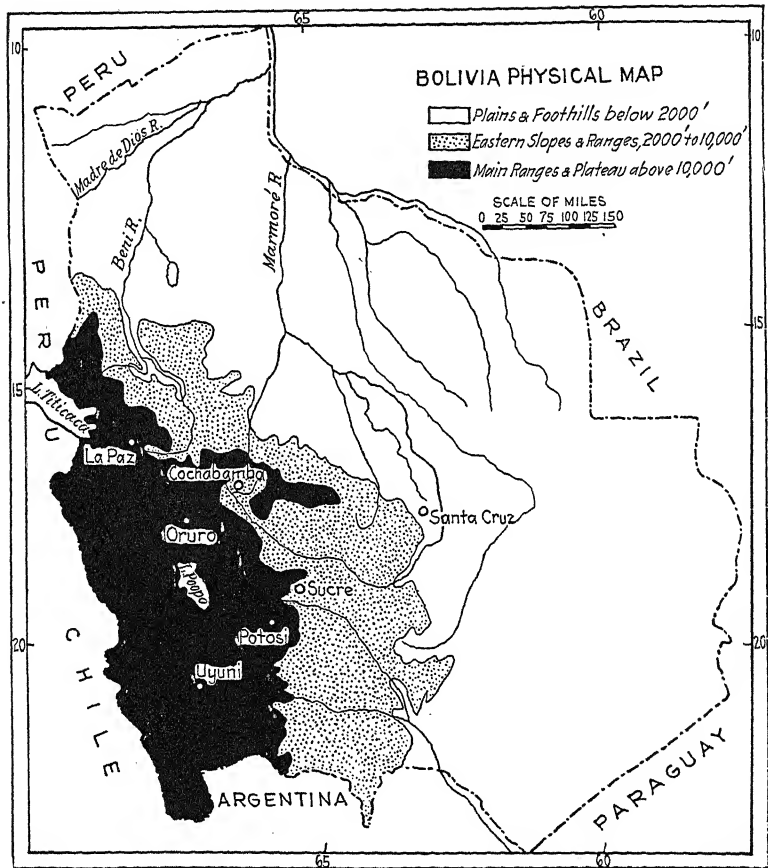 65
60
10
10
PERU
BOLIVIA PHYSICAL MAP
Plains & Foothills below 2000'
Eastern Slopes & Ranges, 2000' to 10,000'
Main Ranges & Plateau above 10,000'
SCALE OF MILES
0 25 50 75 100 125 150
Madre de Dios R.
Beni R.
Marmoré R.
PERU
BRAZIL
15
15
L. Titicaca
La Paz
Cochabamba
Santa Cruz
Oruro
L. Poopo
Sucre
Potosi
20
20
Uyuni
CHILE
ARGENTINA
PARAGUAY
65
60